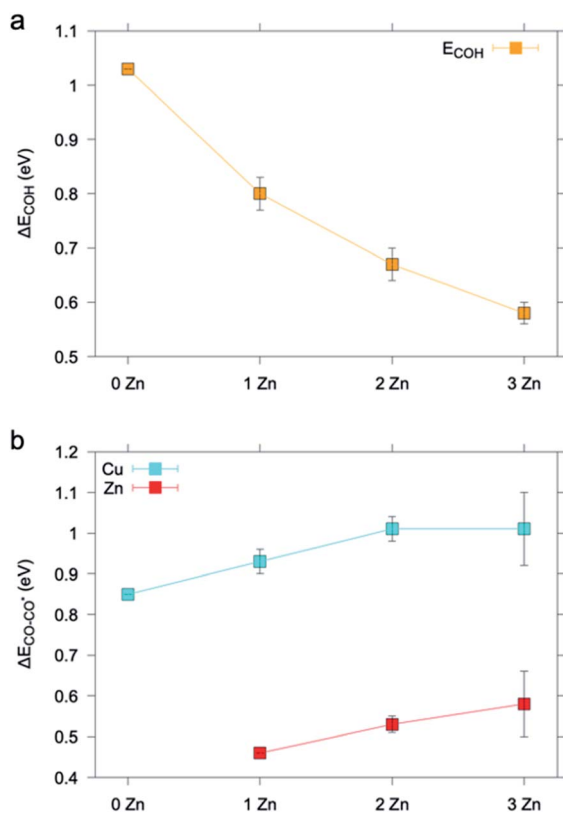 a
1.1
E_COH
1
0.9
0.8
0.7
0.6
0.5
ΔE_COH (eV)
0 Zn 1 Zn 2 Zn 3 Zn
b
1.2
Cu
Zn
1.1
1
0.9
0.8
0.7
0.6
0.5
0.4
ΔE_CO-CO* (eV)
0 Zn 1 Zn 2 Zn 3 Zn